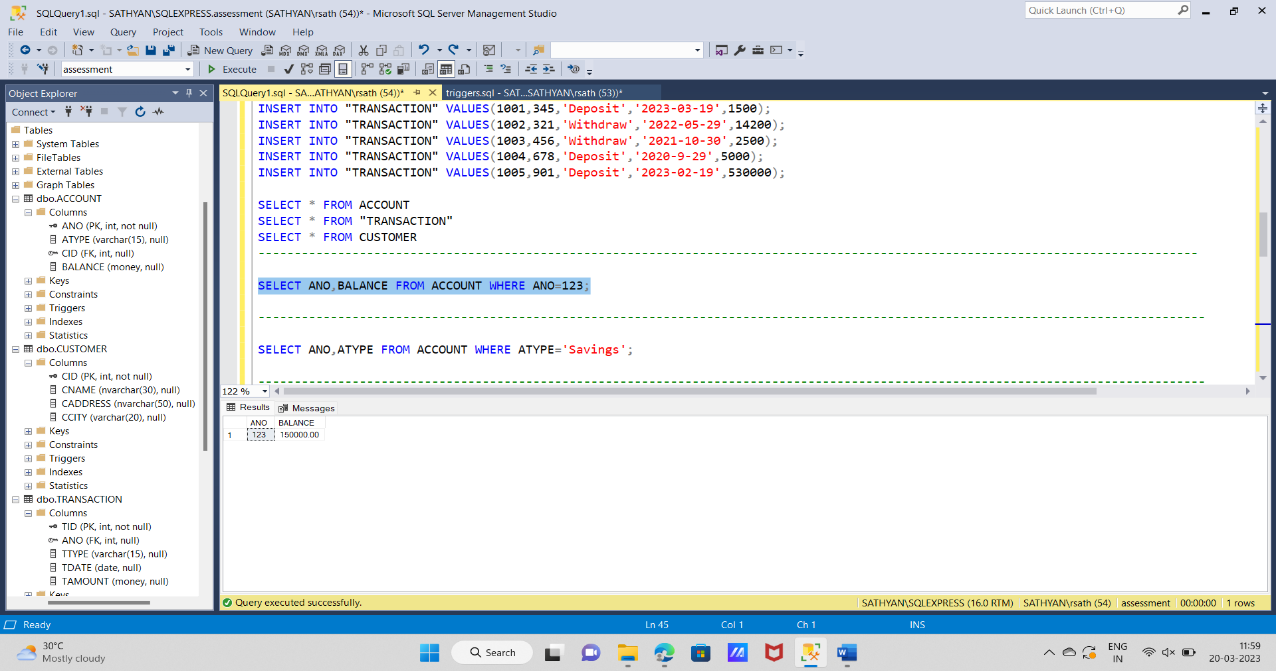 SQLQuery1.sql - SATHYAN\SQLEXPRESS.assessment (SATHYAN\rsath (54))* - Microsoft SQL Server Management Studio
Quick Launch (Ctrl+Q)
File Edit View Query Project Tools Window Help
New Query
MDX DMX XMLA DAX
assessment
Execute
Object Explorer
Connect
Tables
System Tables
FileTables
External Tables
Graph Tables
dbo.ACCOUNT
Columns
ANO (PK, int, not null)
ATYPE (varchar(15), null)
CID (FK, int, null)
BALANCE (money, null)
Keys
Constraints
Triggers
Indexes
Statistics
dbo.CUSTOMER
Columns
CID (PK, int, not null)
CNAME (nvarchar(30), null)
CADDRESS (nvarchar(50), null)
CCITY (varchar(20), null)
Keys
Constraints
Triggers
Indexes
Statistics
dbo.TRANSACTION
Columns
TID (PK, int, not null)
ANO (FK, int, null)
TTYPE (varchar(15), null)
TDATE (date, null)
TAMOUNT (money, null)
Keys
SQLQuery1.sql - SA...ATHYAN\rsath (54))*
triggers.sql - SAT...SATHYAN\rsath (53))*
INSERT INTO "TRANSACTION" VALUES(1001,345,'Deposit','2023-03-19',1500);
INSERT INTO "TRANSACTION" VALUES(1002,321,'Withdraw','2022-05-29',14200);
INSERT INTO "TRANSACTION" VALUES(1003,456,'Withdraw','2021-10-30',2500);
INSERT INTO "TRANSACTION" VALUES(1004,678,'Deposit','2020-9-29',5000);
INSERT INTO "TRANSACTION" VALUES(1005,901,'Deposit','2023-02-19',530000);
SELECT * FROM ACCOUNT
SELECT * FROM "TRANSACTION"
SELECT * FROM CUSTOMER
SELECT ANO,BALANCE FROM ACCOUNT WHERE ANO=123;
SELECT ANO,ATYPE FROM ACCOUNT WHERE ATYPE='Savings';
122 %
Results Messages
ANO BALANCE
1 123 150000.00
Query executed successfully.
SATHYAN\SQLEXPRESS (16.0 RTM) SATHYAN\rsath (54) assessment 00:00:00 1 rows
Ready Ln 45 Col 1 Ch 1 INS
30°C
Mostly cloudy
Search
ENG
IN
11:59
20-03-2023